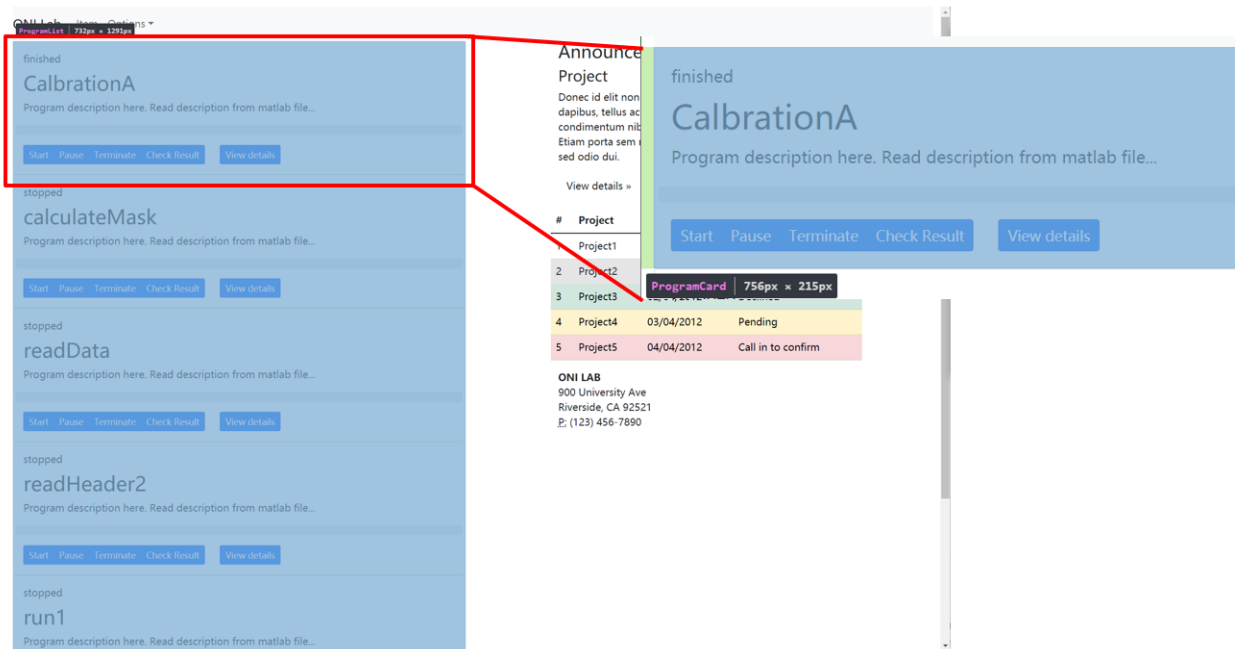 ONI Lab Item Options
ProgramList | 732px × 1291px
finished
CalbrationA
Program description here. Read description from matlab file...
Start Pause Terminate Check Result View details
stopped
calculateMask
Program description here. Read description from matlab file...
Start Pause Terminate Check Result View details
stopped
readData
Program description here. Read description from matlab file...
Start Pause Terminate Check Result View details
stopped
readHeader2
Program description here. Read description from matlab file...
Start Pause Terminate Check Result View details
stopped
run1
Program description here. Read description from matlab file...
Announce
Project
Donec id elit non
dapibus, tellus ac
condimentum nib
Etiam porta sem
sed odio dui.
View details »
# Project
1 Project1
2 Project2
3 Project3 02/04/2012 Declined
4 Project4 03/04/2012 Pending
5 Project5 04/04/2012 Call in to confirm
ONI LAB
900 University Ave
Riverside, CA 92521
P: (123) 456-7890
finished
CalbrationA
Program description here. Read description from matlab file...
Start Pause Terminate Check Result View details
ProgramCard | 756px × 215px